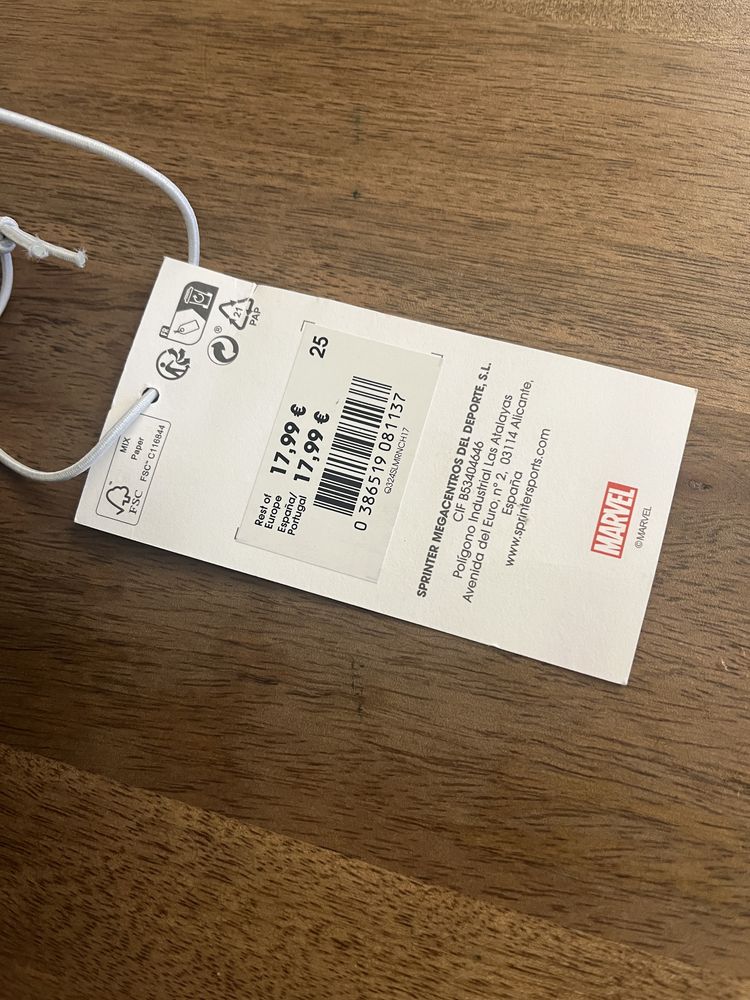 MIX
Paper
FSC™ C116844
FSC
21
PAP
®
25
Rest of
Europe 17,99 €
España/
Portugal 17,99 €
0 386519 081137
Q324SLMRNCH17
SPRINTER MEGACENTROS DEL DEPORTE, S.L.
CIF B53404646
Polígono Industrial Las Atalayas
Avenida del Euro, nº 2, 03114 Alicante,
España
www.sprintersports.com
MARVEL
©MARVEL